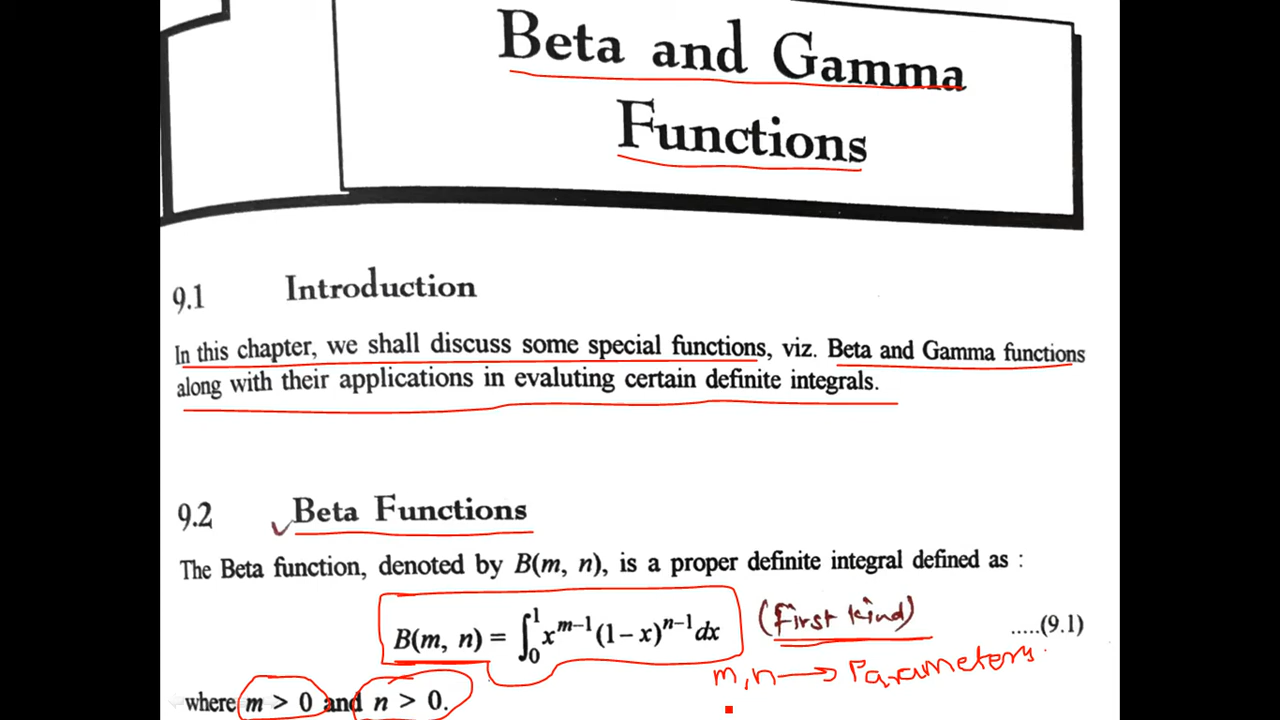 Beta and Gamma
Functions
9.1 Introduction
In this chapter, we shall discuss some special functions, viz. Beta and Gamma functions
along with their applications in evaluting certain definite integrals.
9.2 Beta Functions
The Beta function, denoted by B(m, n), is a proper definite integral defined as :
B(m, n) = ∫₀¹ xᵐ⁻¹ (1−x)ⁿ⁻¹ dx (First kind) .....(9.1)
m, n → Parameters.
where m > 0 and n > 0.